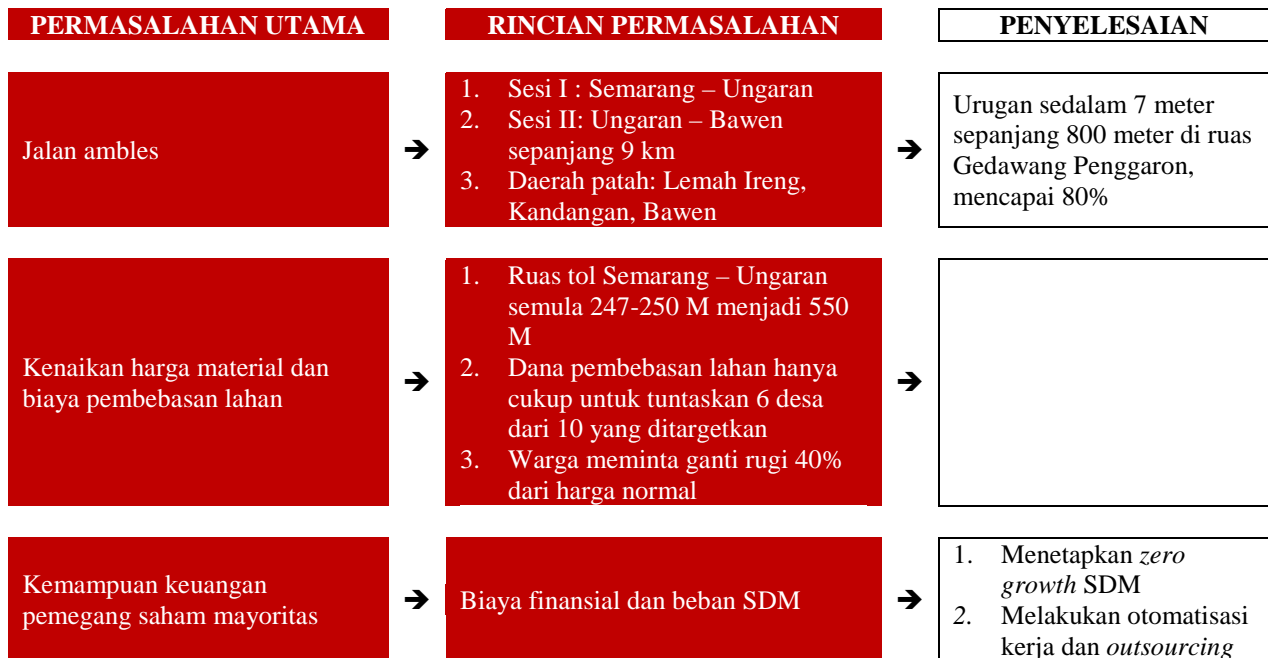 PERMASALAHAN UTAMA
RINCIAN PERMASALAHAN
PENYELESAIAN
Jalan ambles
➔
1. Sesi I : Semarang – Ungaran
2. Sesi II: Ungaran – Bawen
sepanjang 9 km
3. Daerah patah: Lemah Ireng,
Kandangan, Bawen
➔
Urugan sedalam 7 meter
sepanjang 800 meter di ruas
Gedawang Penggaron,
mencapai 80%
Kenaikan harga material dan
biaya pembebasan lahan
➔
1. Ruas tol Semarang – Ungaran
semula 247-250 M menjadi 550
M
2. Dana pembebasan lahan hanya
cukup untuk tuntaskan 6 desa
dari 10 yang ditargetkan
3. Warga meminta ganti rugi 40%
dari harga normal
➔
Kemampuan keuangan
pemegang saham mayoritas
➔
Biaya finansial dan beban SDM
➔
1. Menetapkan zero
growth SDM
2. Melakukan otomatisasi
kerja dan outsourcing